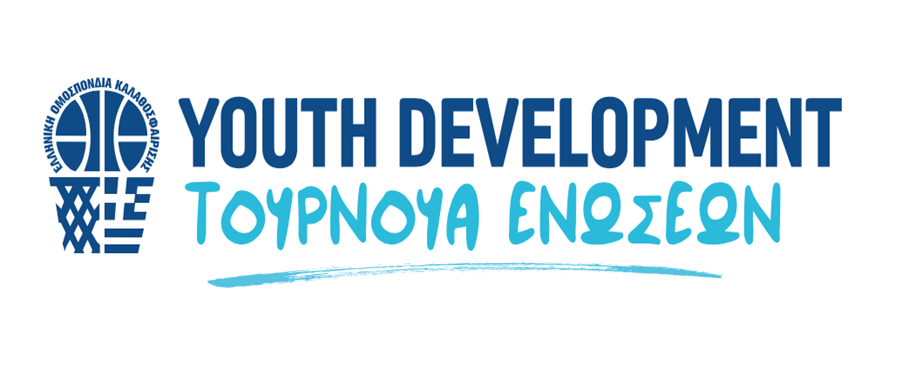 ΕΛΛΗΝΙΚΗ ΟΜΟΣΠΟΝΔΙΑ ΚΑΛΑΘΟΣΦΑΙΡΙΣΗΣ
YOUTH DEVELOPMENT
ΤΟΥΡΝΟΥΑ ΕΝΩΣΕΩΝ